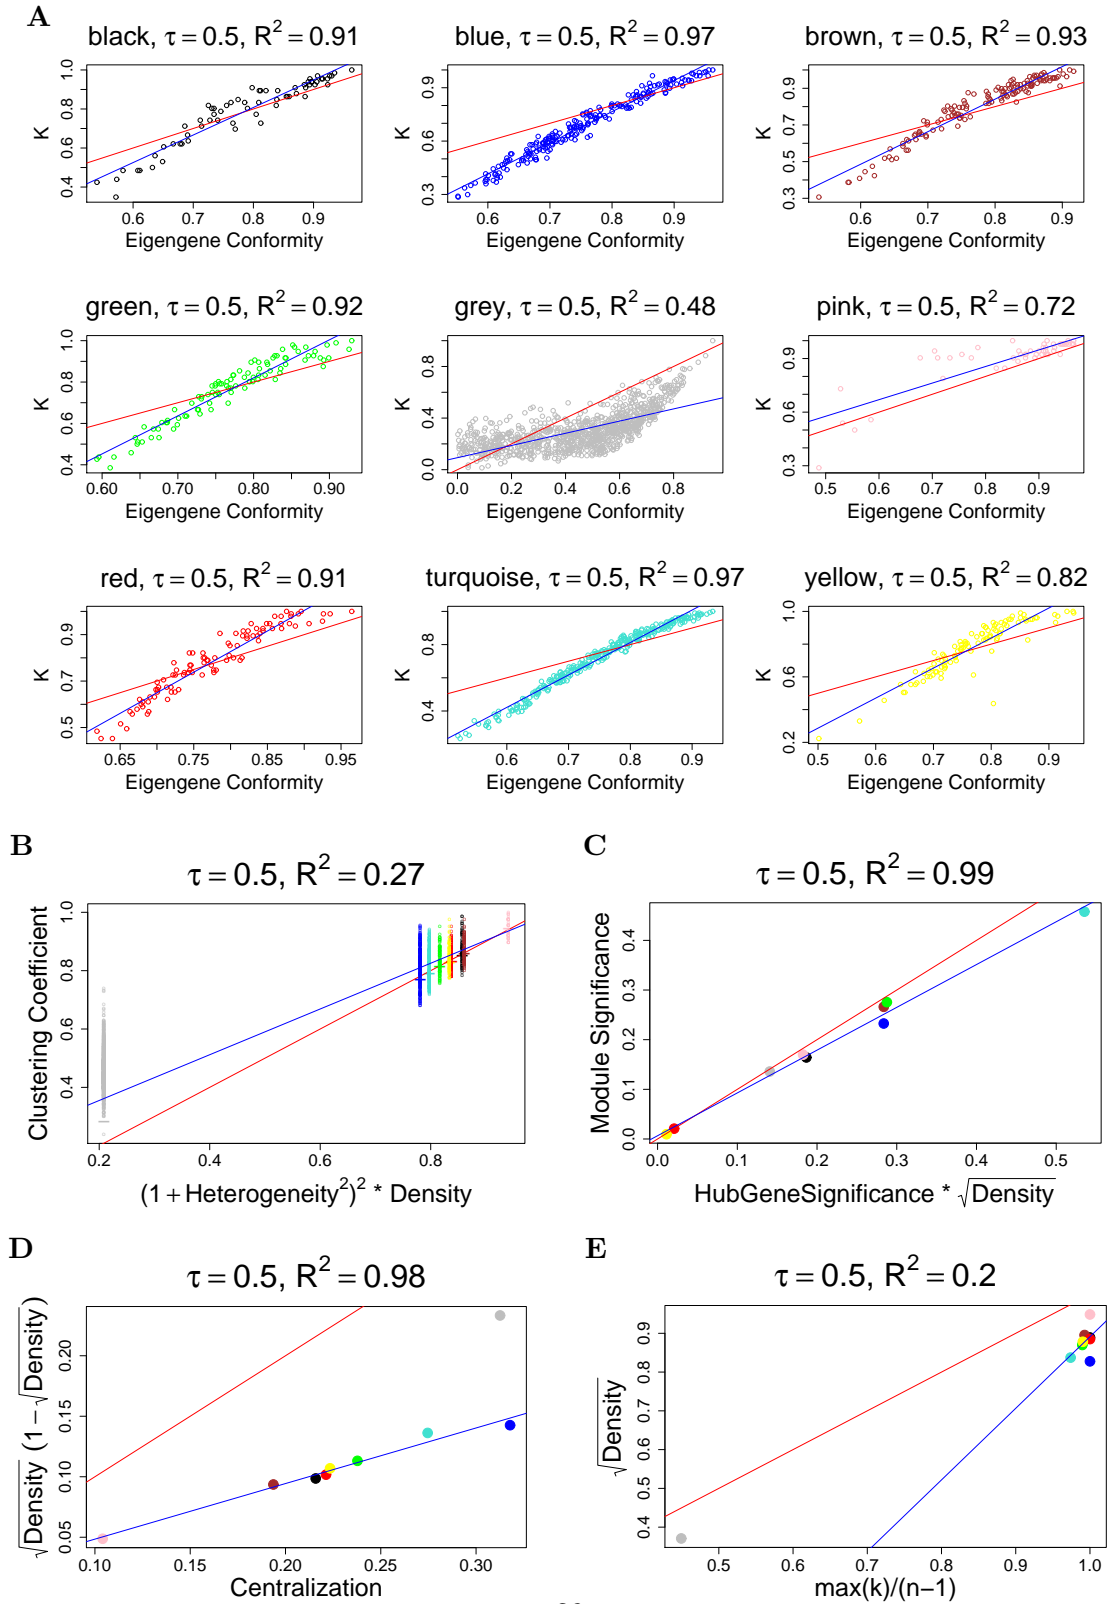 A
black, τ = 0.5, R² = 0.91
blue, τ = 0.5, R² = 0.97
brown, τ = 0.5, R² = 0.93
K
0.4 0.6 0.8 1.0
0.6 0.7 0.8 0.9
Eigengene Conformity
K
0.3 0.6 0.9
0.6 0.7 0.8 0.9
Eigengene Conformity
K
0.3 0.5 0.7 0.9
0.6 0.7 0.8 0.9
Eigengene Conformity
green, τ = 0.5, R² = 0.92
grey, τ = 0.5, R² = 0.48
pink, τ = 0.5, R² = 0.72
K
0.4 0.6 0.8 1.0
0.60 0.70 0.80 0.90
Eigengene Conformity
K
0.0 0.4 0.8
0.0 0.2 0.4 0.6 0.8
Eigengene Conformity
K
0.3 0.6 0.9
0.5 0.6 0.7 0.8 0.9
Eigengene Conformity
red, τ = 0.5, R² = 0.91
turquoise, τ = 0.5, R² = 0.97
yellow, τ = 0.5, R² = 0.82
K
0.5 0.7 0.9
0.65 0.75 0.85 0.95
Eigengene Conformity
K
0.4 0.8
0.6 0.7 0.8 0.9
Eigengene Conformity
K
0.2 0.6 1.0
0.5 0.6 0.7 0.8 0.9
Eigengene Conformity
B
τ = 0.5, R² = 0.27
Clustering Coefficient
0.4 0.6 0.8 1.0
0.2 0.4 0.6 0.8
(1 + Heterogeneity²)² * Density
C
τ = 0.5, R² = 0.99
Module Significance
0.0 0.1 0.2 0.3 0.4
0.0 0.1 0.2 0.3 0.4 0.5
HubGeneSignificance * √Density
D
τ = 0.5, R² = 0.98
√Density (1 − √Density)
0.05 0.10 0.15 0.20
0.10 0.15 0.20 0.25 0.30
Centralization
E
τ = 0.5, R² = 0.2
√Density
0.4 0.5 0.6 0.7 0.8 0.9
0.5 0.6 0.7 0.8 0.9 1.0
max(k)/(n−1)